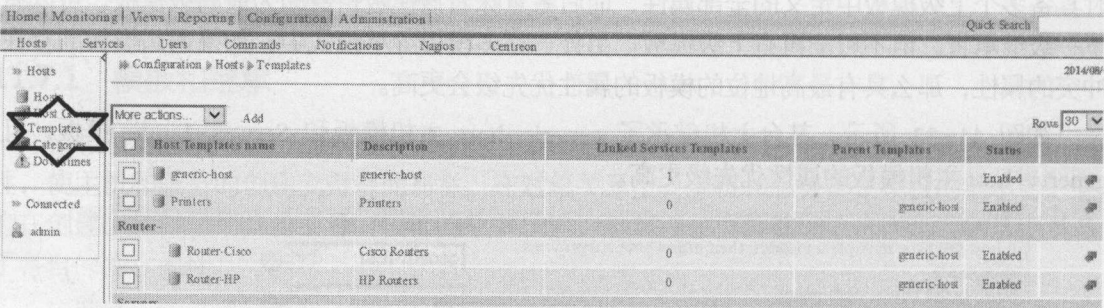 Home Monitoring Views Reporting Configuration Administration
Quick Search
Hosts Services Users Commands Notifications Nagios Centreon
Hosts
Configuration Hosts Templates
2014/08/
Templates
More actions... Add
Rows 30
Host Templates name Description Linked Services Templates Parent Templates Status
generic-host generic-host 1 Enabled
Printers Printers 0 generic-host Enabled
Router-
Router-Cisco Cisco Routers 0 generic-host Enabled
Router-HP HP Routers 0 generic-host Enabled
Connected
admin